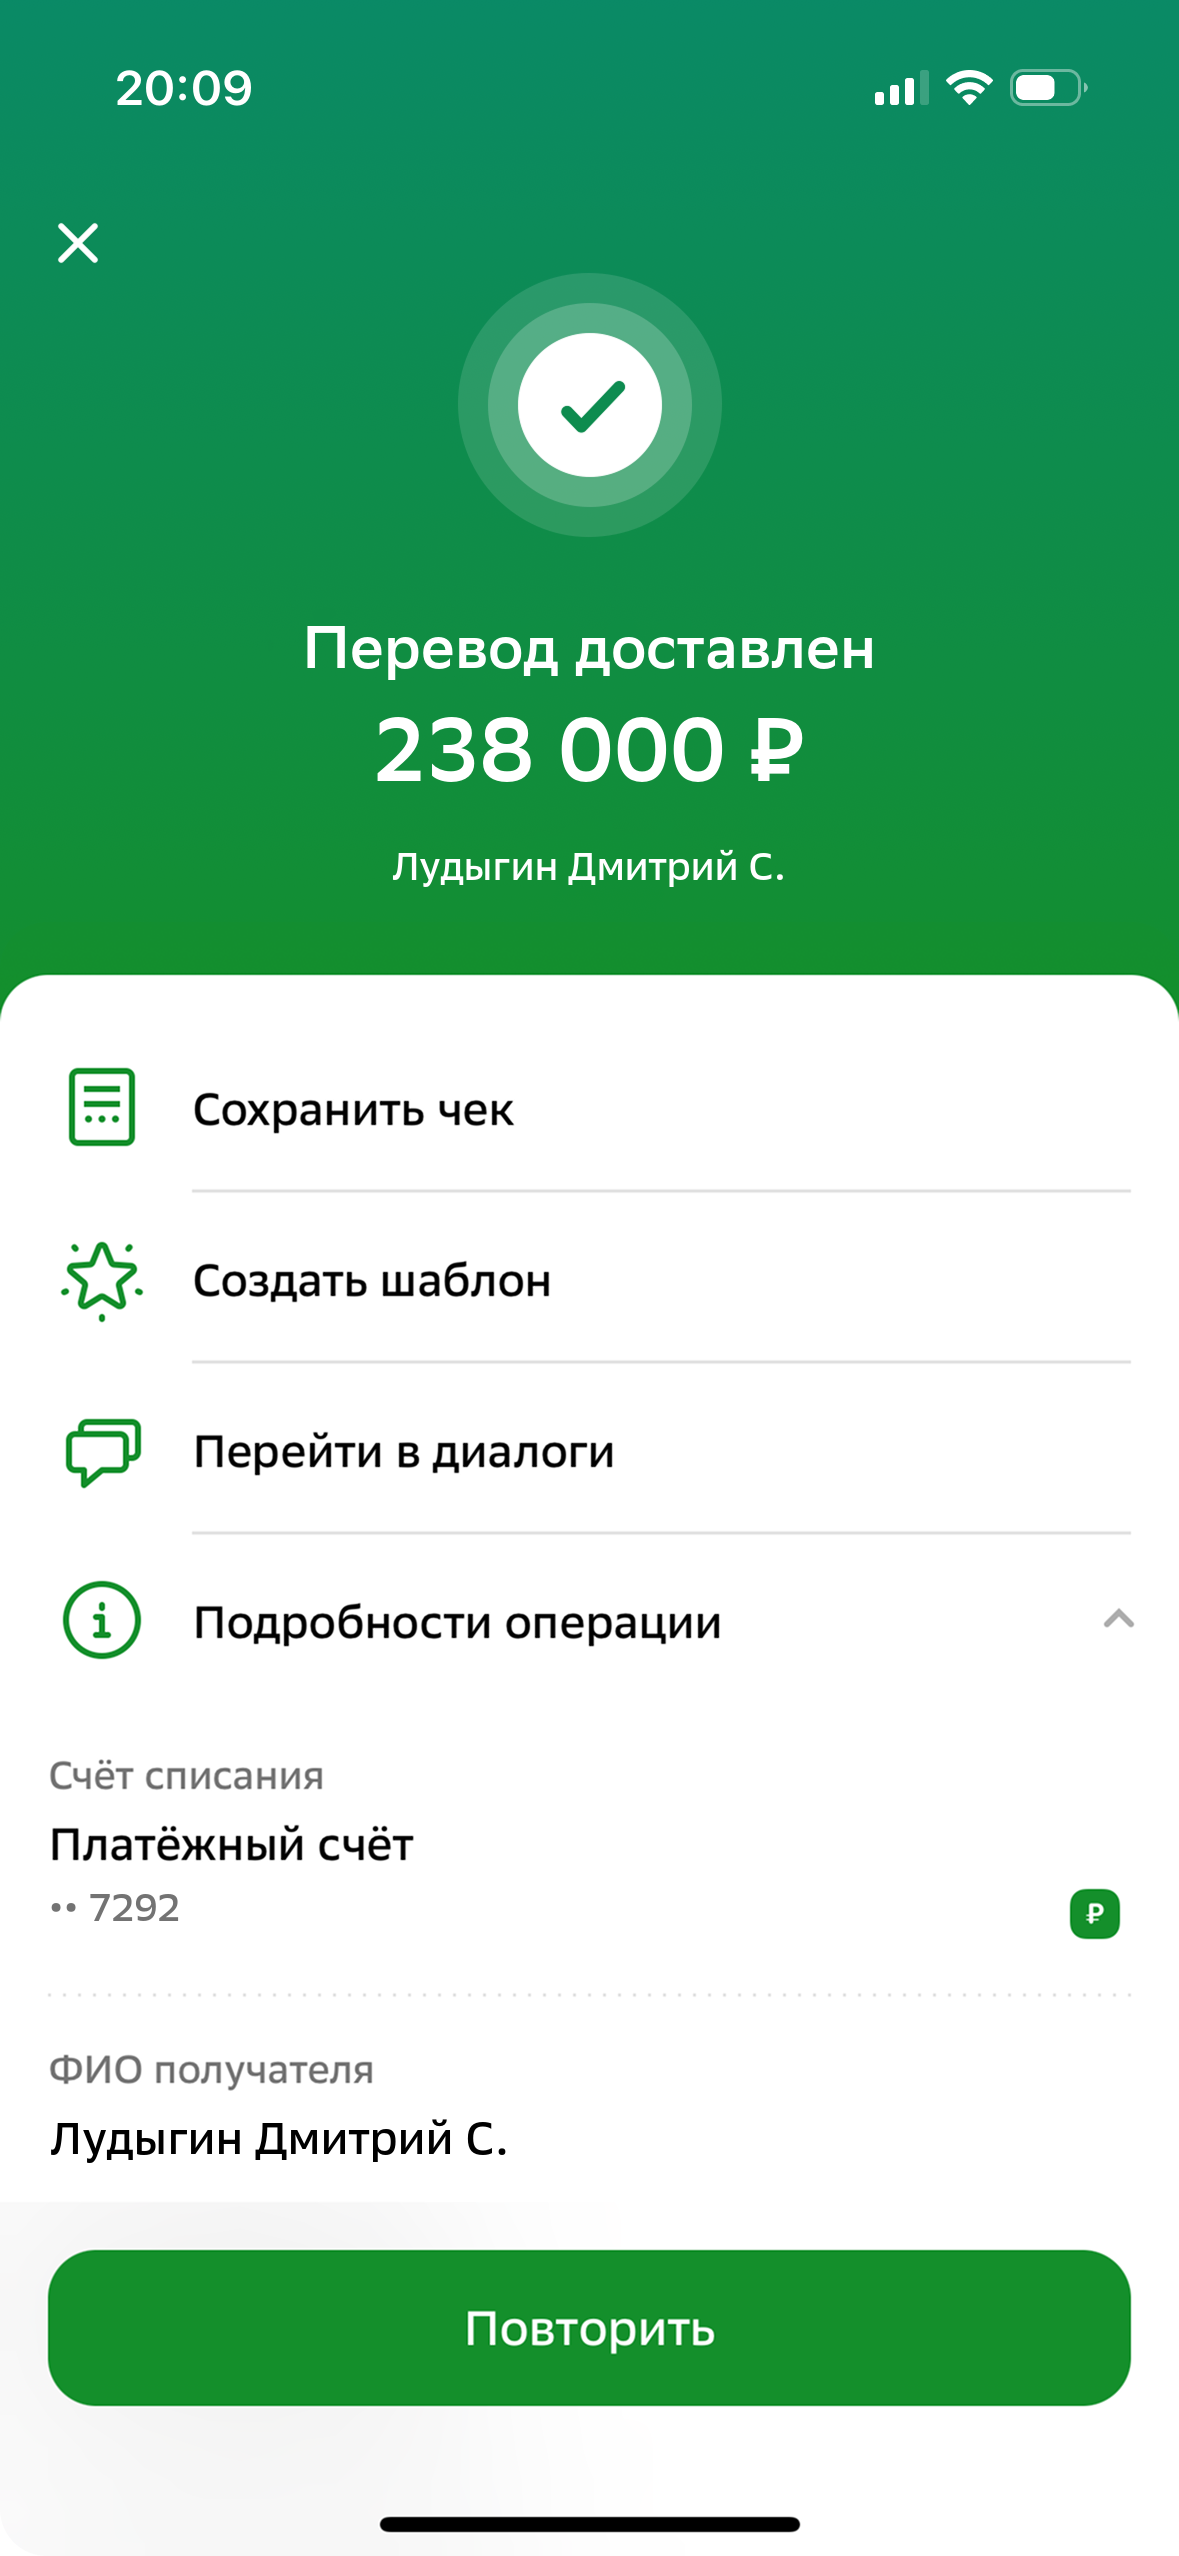 20:09
Перевод доставлен
238 000 ₽
Лудыгин Дмитрий С.
Сохранить чек
Создать шаблон
Перейти в диалоги
Подробности операции
Счёт списания
Платёжный счёт
•• 7292
₽
ФИО получателя
Лудыгин Дмитрий С.
Повторить